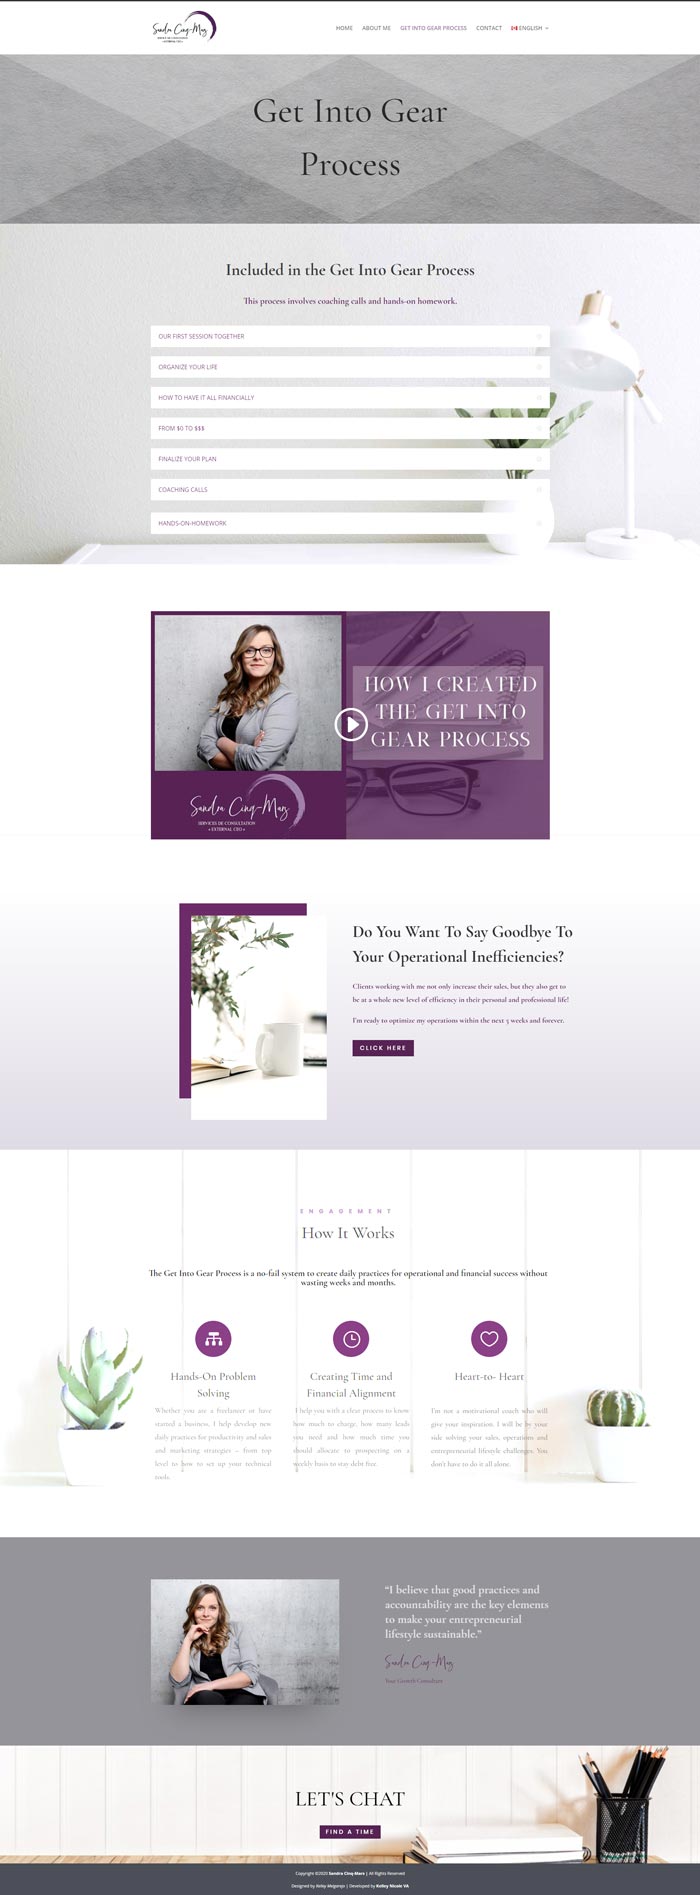 Sandra Cinq-Mars
SERVICES DE CONSULTATION
« EXTERNAL CEO »
HOME ABOUT ME GET INTO GEAR PROCESS CONTACT ENGLISH
Get Into Gear
Process
Included in the Get Into Gear Process
This process involves coaching calls and hands-on homework.
OUR FIRST SESSION TOGETHER
ORGANIZE YOUR LIFE
HOW TO HAVE IT ALL FINANCIALLY
FROM $0 TO $$$
FINALIZE YOUR PLAN
COACHING CALLS
HANDS-ON-HOMEWORK
HOW I CREATED
THE GET INTO
GEAR PROCESS
Sandra Cinq-Mars
SERVICES DE CONSULTATION
« EXTERNAL CEO »
Do You Want To Say Goodbye To
Your Operational Inefficiencies?
Clients working with me not only increase their sales, but they also get to
be at a whole new level of efficiency in their personal and professional life!
I'm ready to optimize my operations within the next 5 weeks and forever.
CLICK HERE
ENGAGEMENT
How It Works
The Get Into Gear Process is a no-fail system to create daily practices for operational and financial success without
wasting weeks and months.
Hands-On Problem
Solving
Whether you are a freelancer or have
started a business, I help develop new
daily practices for productivity and sales
and marketing strategies – from top
level to how to set up your technical
tools.
Creating Time and
Financial Alignment
I help you with a clear process to know
how much to charge, how many leads
you need and how much time you
should allocate to prospecting on a
weekly basis to stay debt free.
Heart-to- Heart
I'm not a motivational coach who will
give your inspiration. I will be by your
side solving your sales, operations and
entrepreneurial lifestyle challenges. You
don't have to do it all alone.
“I believe that good practices and
accountability are the key elements
to make your entrepreneurial
lifestyle sustainable.”
Sandra Cinq-Mars
Your Growth Consultant
LET'S CHAT
FIND A TIME
Copyright ©2020 Sandra Cinq-Mars | All Rights Reserved
Designed by Kelsy Melgarejo | Developed by Kelley Nicole VA